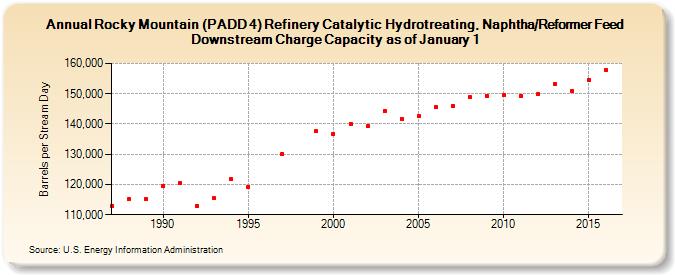 Annual Rocky Mountain (PADD 4) Refinery Catalytic Hydrotreating, Naphtha/Reformer Feed
Downstream Charge Capacity as of January 1
Barrels per Stream Day
160,000
150,000
140,000
130,000
120,000
110,000
1990 1995 2000 2005 2010 2015
Source: U.S. Energy Information Administration